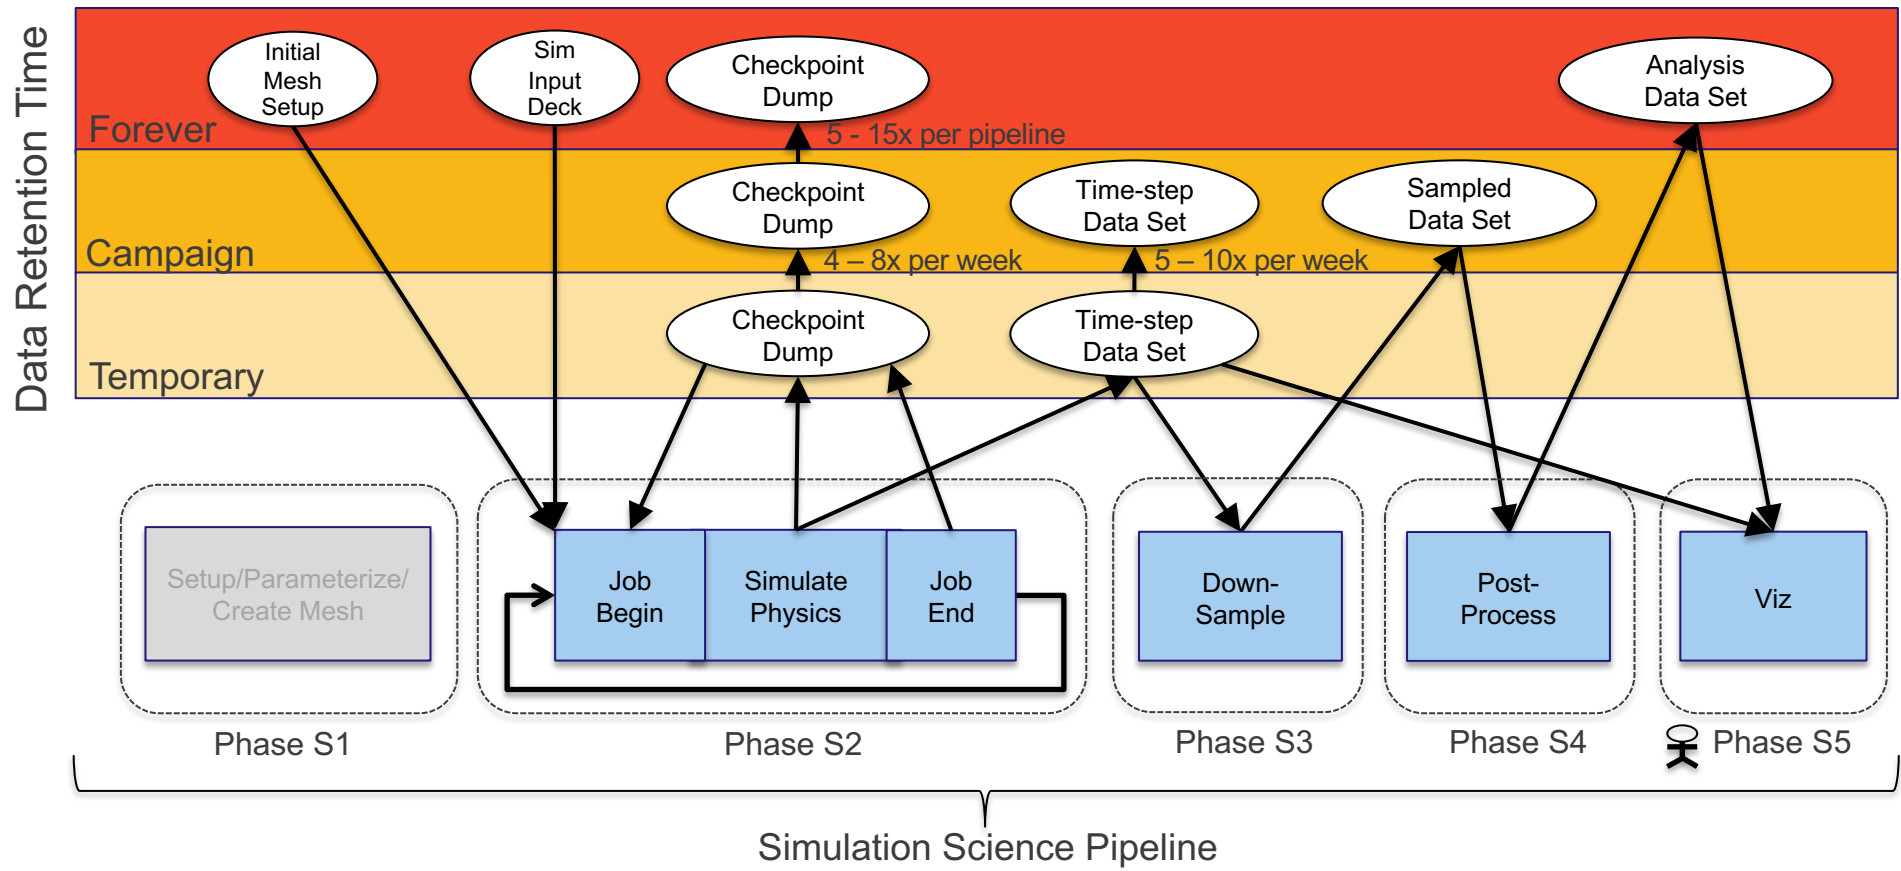 Data Retention Time
Initial
Mesh
Setup
Sim
Input
Deck
Checkpoint
Dump
Analysis
Data Set
Forever
5 - 15x per pipeline
Checkpoint
Dump
Time-step
Data Set
Sampled
Data Set
Campaign
4 – 8x per week
5 – 10x per week
Checkpoint
Dump
Time-step
Data Set
Temporary
Setup/Parameterize/
Create Mesh
Job
Begin
Simulate
Physics
Job
End
Down-
Sample
Post-
Process
Viz
Phase S1
Phase S2
Phase S3
Phase S4
Phase S5
Simulation Science Pipeline